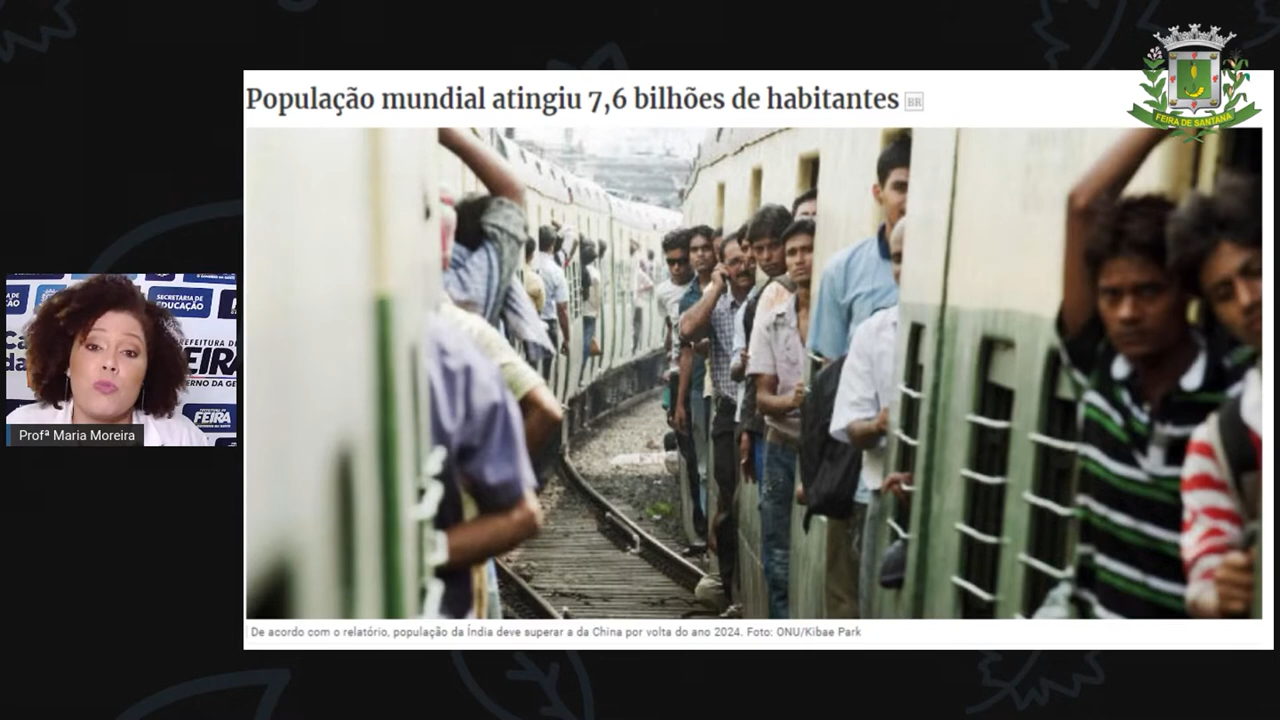 População mundial atingiu 7,6 bilhões de habitantes BR
FEIRA DE SANTANA
SECRETARIA DE
EDUCAÇÃO
PREFEITURA DE
FEIRA
Profª Maria Moreira
De acordo com o relatório, população da Índia deve superar a da China por volta do ano 2024. Foto: ONU/Kibae Park